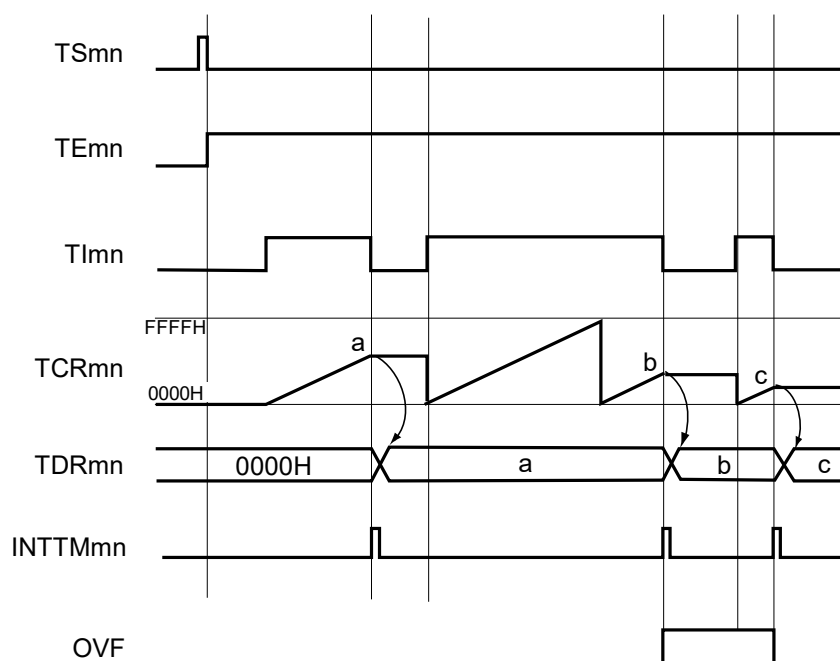 TSmn
TEmn
TImn
FFFFH
a
b
TCRmn
c
0000H
TDRmn
0000H
a
b
c
INTTMmn
OVF